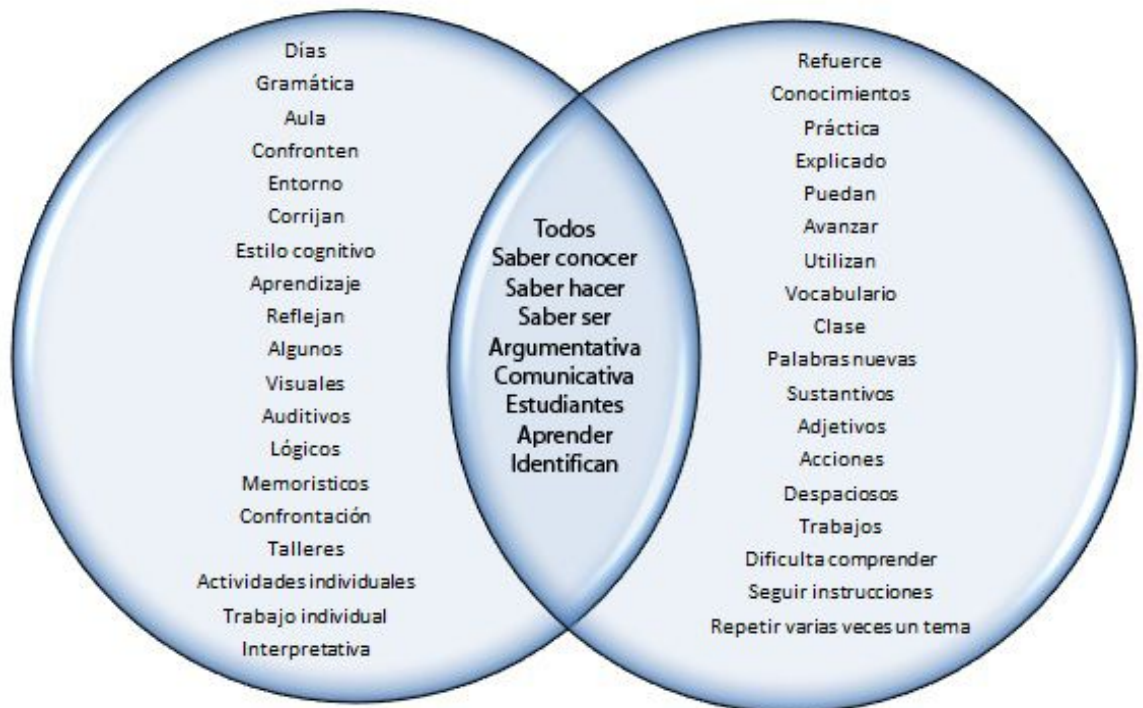 Días
Gramática
Aula
Confronten
Entorno
Corrijan
Estilo cognitivo
Aprendizaje
Reflejan
Algunos
Visuales
Auditivos
Lógicos
Memoristicos
Confrontación
Talleres
Actividades individuales
Trabajo individual
Interpretativa
Todos
Saber conocer
Saber hacer
Saber ser
Argumentativa
Comunicativa
Estudiantes
Aprender
Identifican
Refuerce
Conocimientos
Práctica
Explicado
Puedan
Avanzar
Utilizan
Vocabulario
Clase
Palabras nuevas
Sustantivos
Adjetivos
Acciones
Despaciosos
Trabajos
Dificulta comprender
Seguir instrucciones
Repetir varias veces un tema